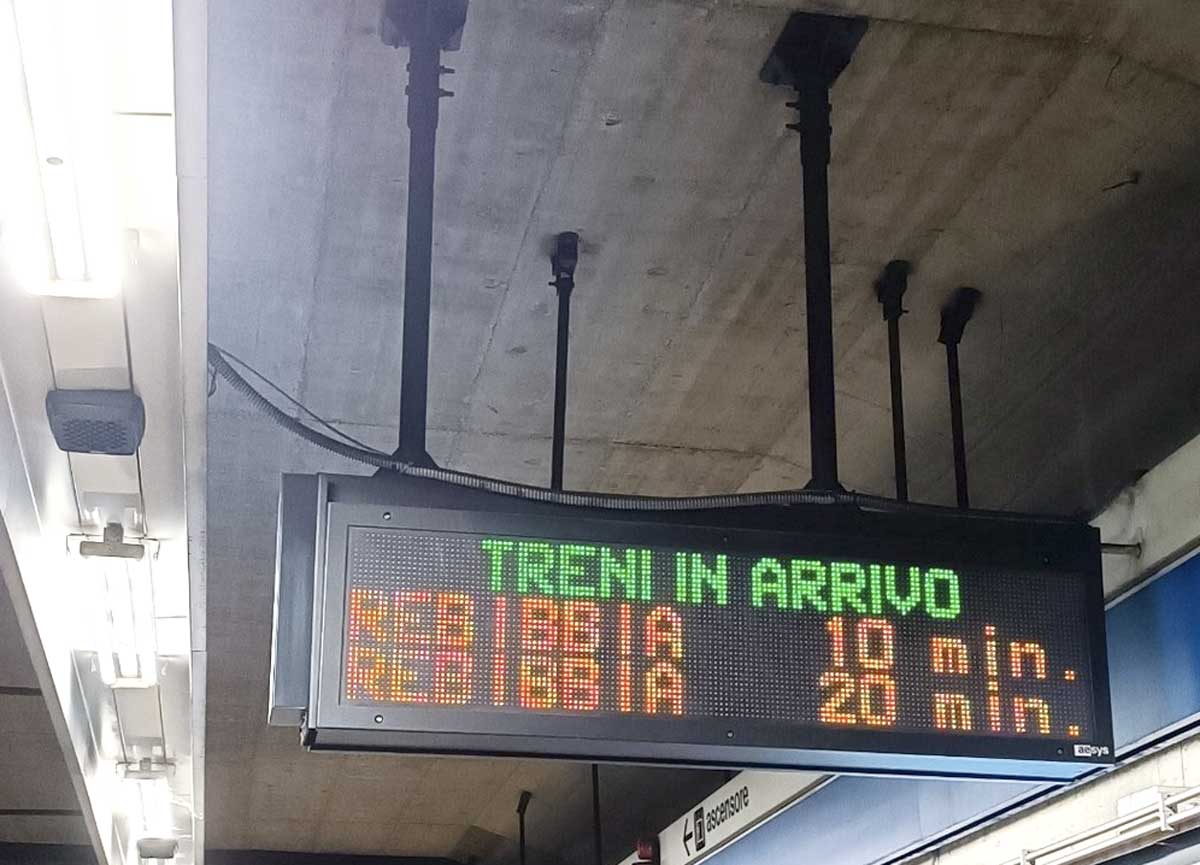 TRENI IN ARRIVO
REBIBBIA 10 min.
REBIBBIA 20 min.
aesys
← ascensore